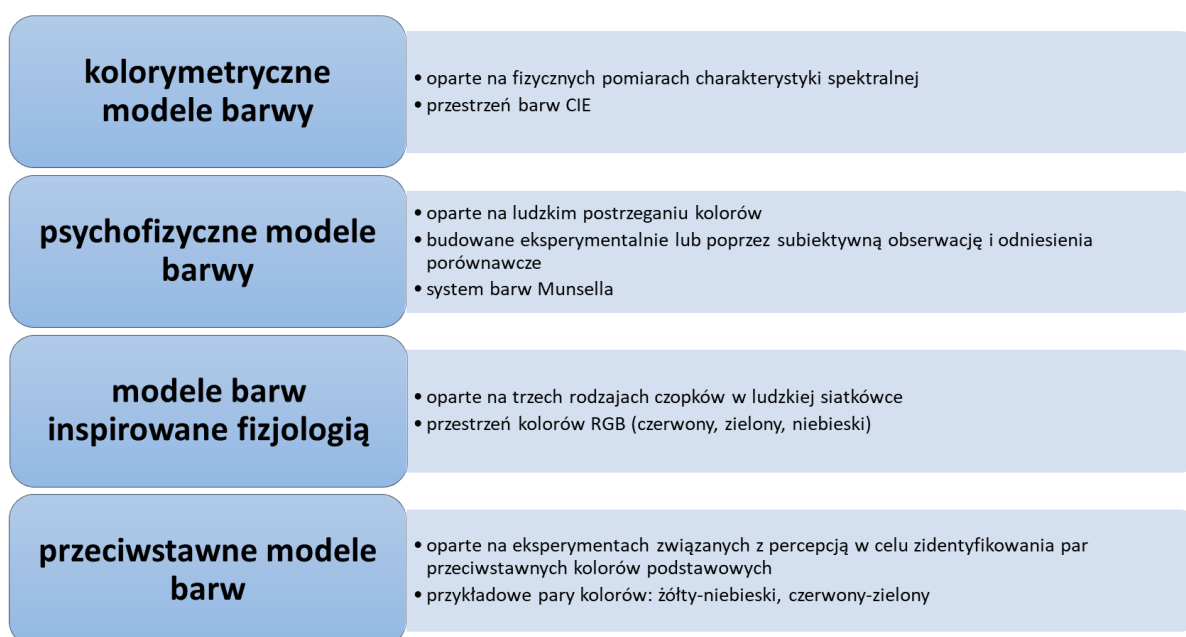 kolorymetryczne
modele barwy
• oparte na fizycznych pomiarach charakterystyki spektralnej
• przestrzeń barw CIE
psychofizyczne modele
barwy
• oparte na ludzkim postrzeganiu kolorów
• budowane eksperymentalnie lub poprzez subiektywną obserwację i odniesienia
porównawcze
• system barw Munsella
modele barw
inspirowane fizjologią
• oparte na trzech rodzajach czopków w ludzkiej siatkówce
• przestrzeń kolorów RGB (czerwony, zielony, niebieski)
przeciwstawne modele
barw
• oparte na eksperymentach związanych z percepcją w celu zidentyfikowania par
przeciwstawnych kolorów podstawowych
• przykładowe pary kolorów: żółty-niebieski, czerwony-zielony